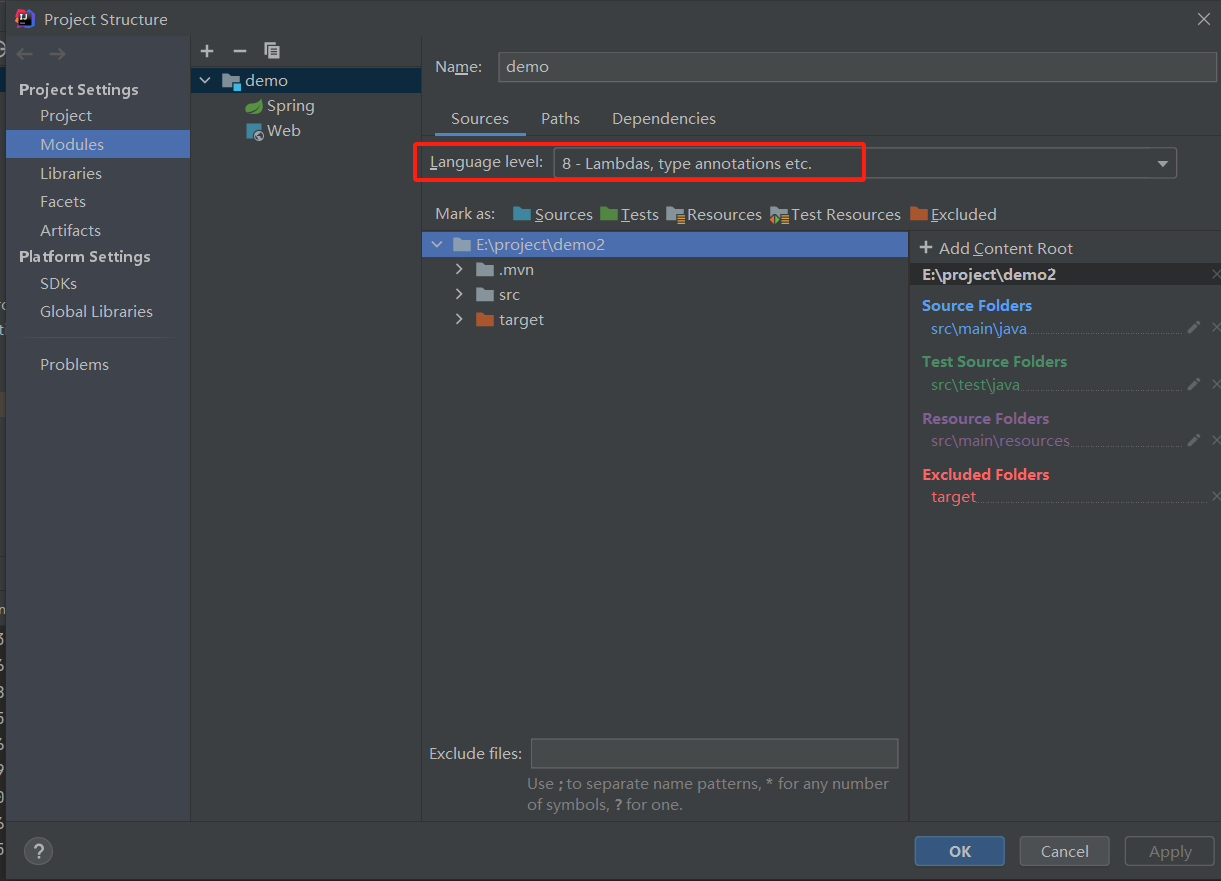 Project Structure
Project Settings
Project
Modules
Libraries
Facets
Artifacts
Platform Settings
SDKs
Global Libraries
Problems
demo
Spring
Web
Name: demo
Sources Paths Dependencies
Language level: 8 - Lambdas, type annotations etc.
Mark as: Sources Tests Resources Test Resources Excluded
E:\project\demo2
.mvn
src
target
Add Content Root
E:\project\demo2
Source Folders
src\main\java
Test Source Folders
src\test\java
Resource Folders
src\main\resources
Excluded Folders
target
Exclude files:
Use ; to separate name patterns, * for any number
of symbols, ? for one.
? OK Cancel Apply